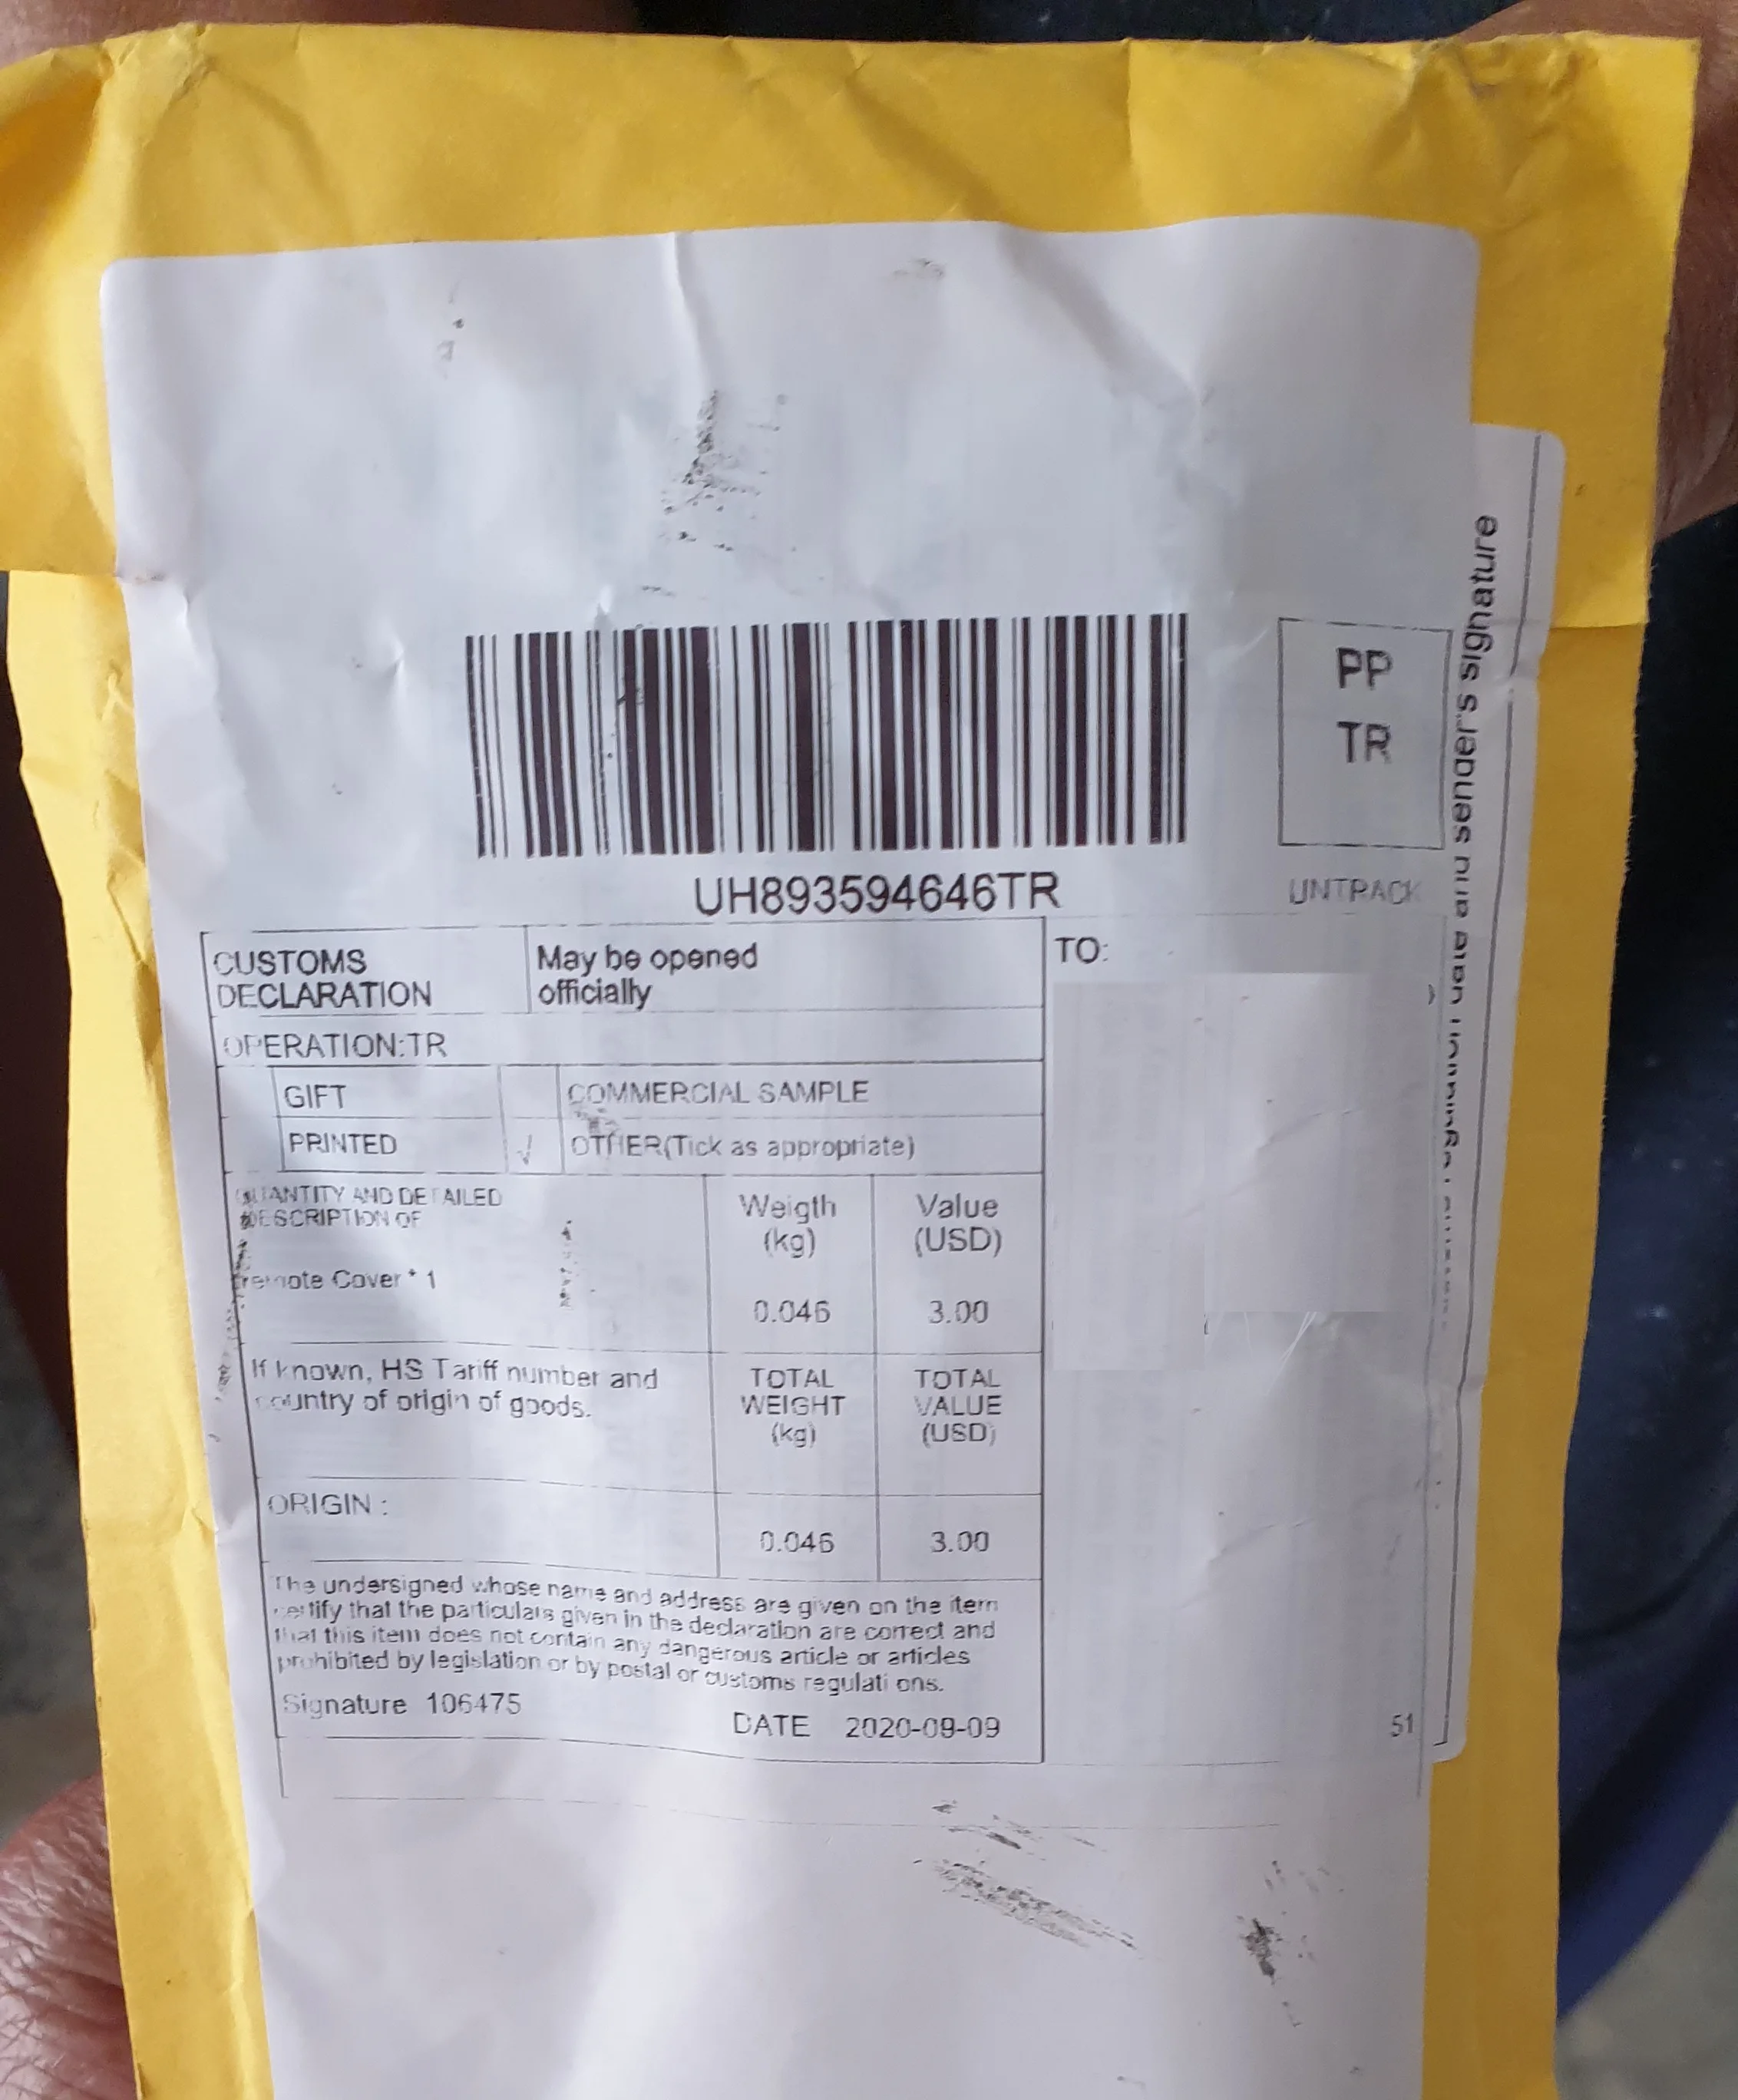 PP
TR
UH893594646TR
UNTRACK
CUSTOMS
DECLARATION
May be opened
officially
TO:
OPERATION:TR
GIFT
COMMERCIAL SAMPLE
PRINTED
√
OTHER(Tick as appropriate)
QUANTITY AND DETAILED
DESCRIPTION OF
Weigth
(kg)
Value
(USD)
remote Cover * 1
0.046
3.00
If known, HS Tariff number and
country of origin of goods.
TOTAL
WEIGHT
(kg)
TOTAL
VALUE
(USD)
ORIGIN :
0.046
3.00
The undersigned whose name and address are given on the item
certify that the particulars given in the declaration are correct and
that this item does not contain any dangerous article or articles
prohibited by legislation or by postal or customs regulati ons.
Signature 106475
DATE 2020-09-09
51
and sender's signature